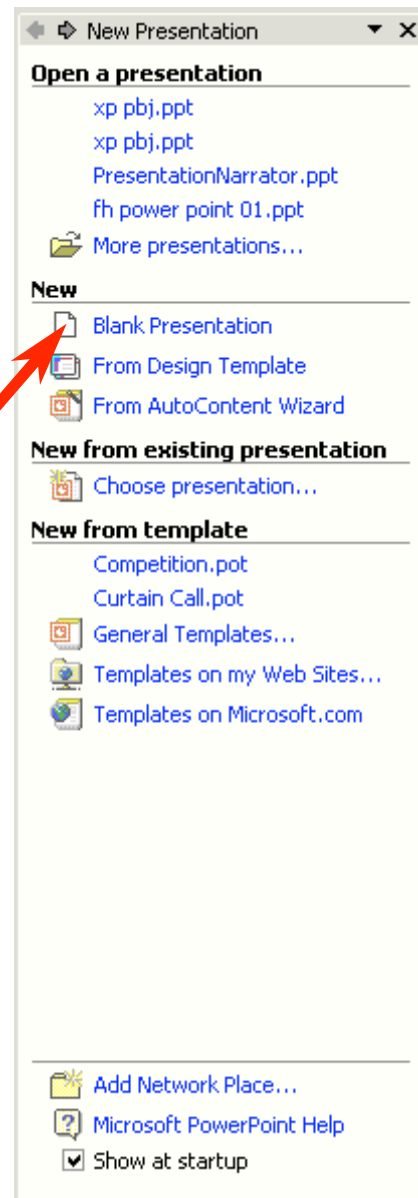 New Presentation
Open a presentation
xp pbj.ppt
xp pbj.ppt
PresentationNarrator.ppt
fh power point 01.ppt
More presentations...
New
Blank Presentation
From Design Template
From AutoContent Wizard
New from existing presentation
Choose presentation...
New from template
Competition.pot
Curtain Call.pot
General Templates...
Templates on my Web Sites...
Templates on Microsoft.com
Add Network Place...
Microsoft PowerPoint Help
Show at startup